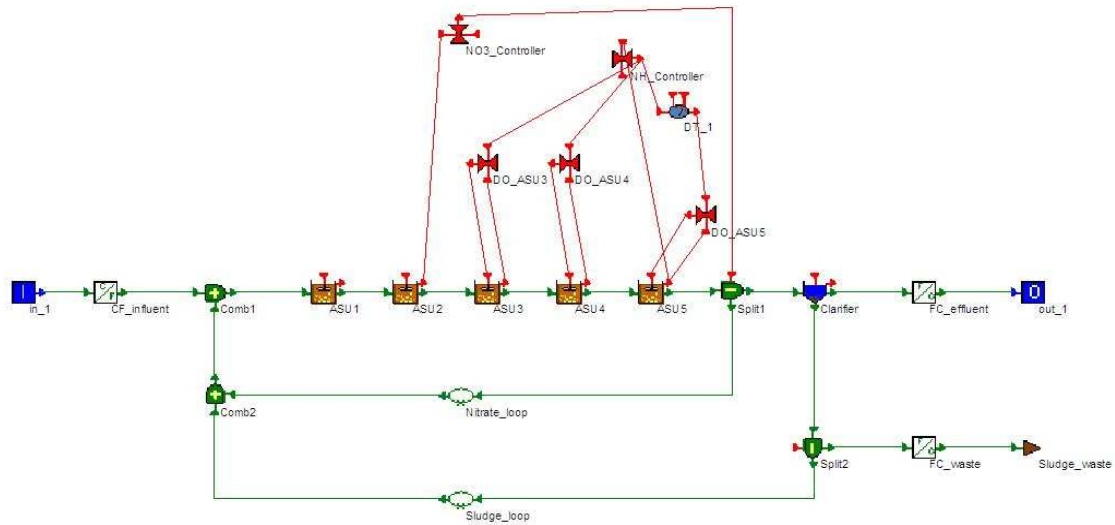 NO3_Controller
NH_Controller
DT_1
DO_ASU3
DO_ASU4
DO_ASU5
in_1
CF_influent
Comb1
ASU1
ASU2
ASU3
ASU4
ASU5
Split1
Clarifier
FC_effluent
out_1
Comb2
Nitrate_loop
Split2
FC_waste
Sludge_waste
Sludge_loop